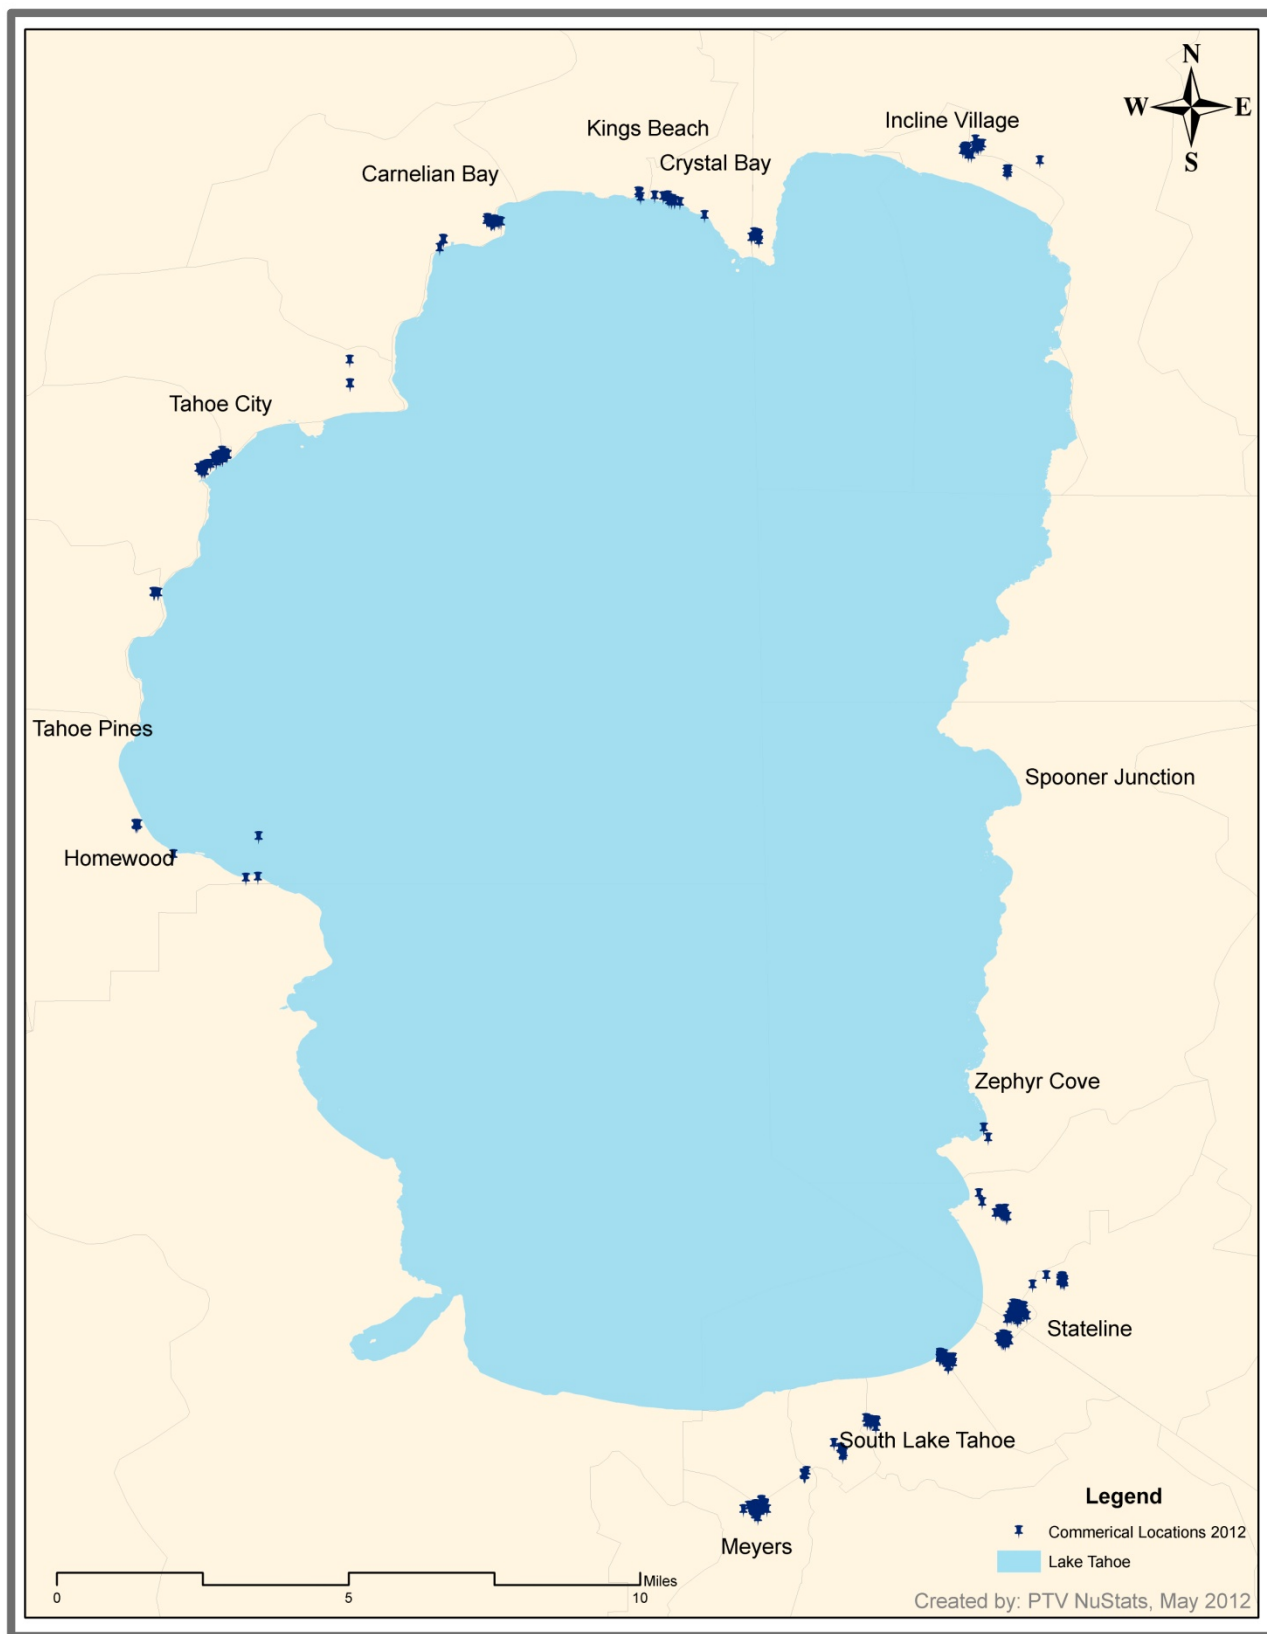 N
W E
S
Kings Beach
Incline Village
Crystal Bay
Carnelian Bay
Tahoe City
Tahoe Pines
Spooner Junction
Homewood
Zephyr Cove
Stateline
South Lake Tahoe
Meyers
Legend
Commerical Locations 2012
Lake Tahoe
Miles
0 5 10
Created by: PTV NuStats, May 2012